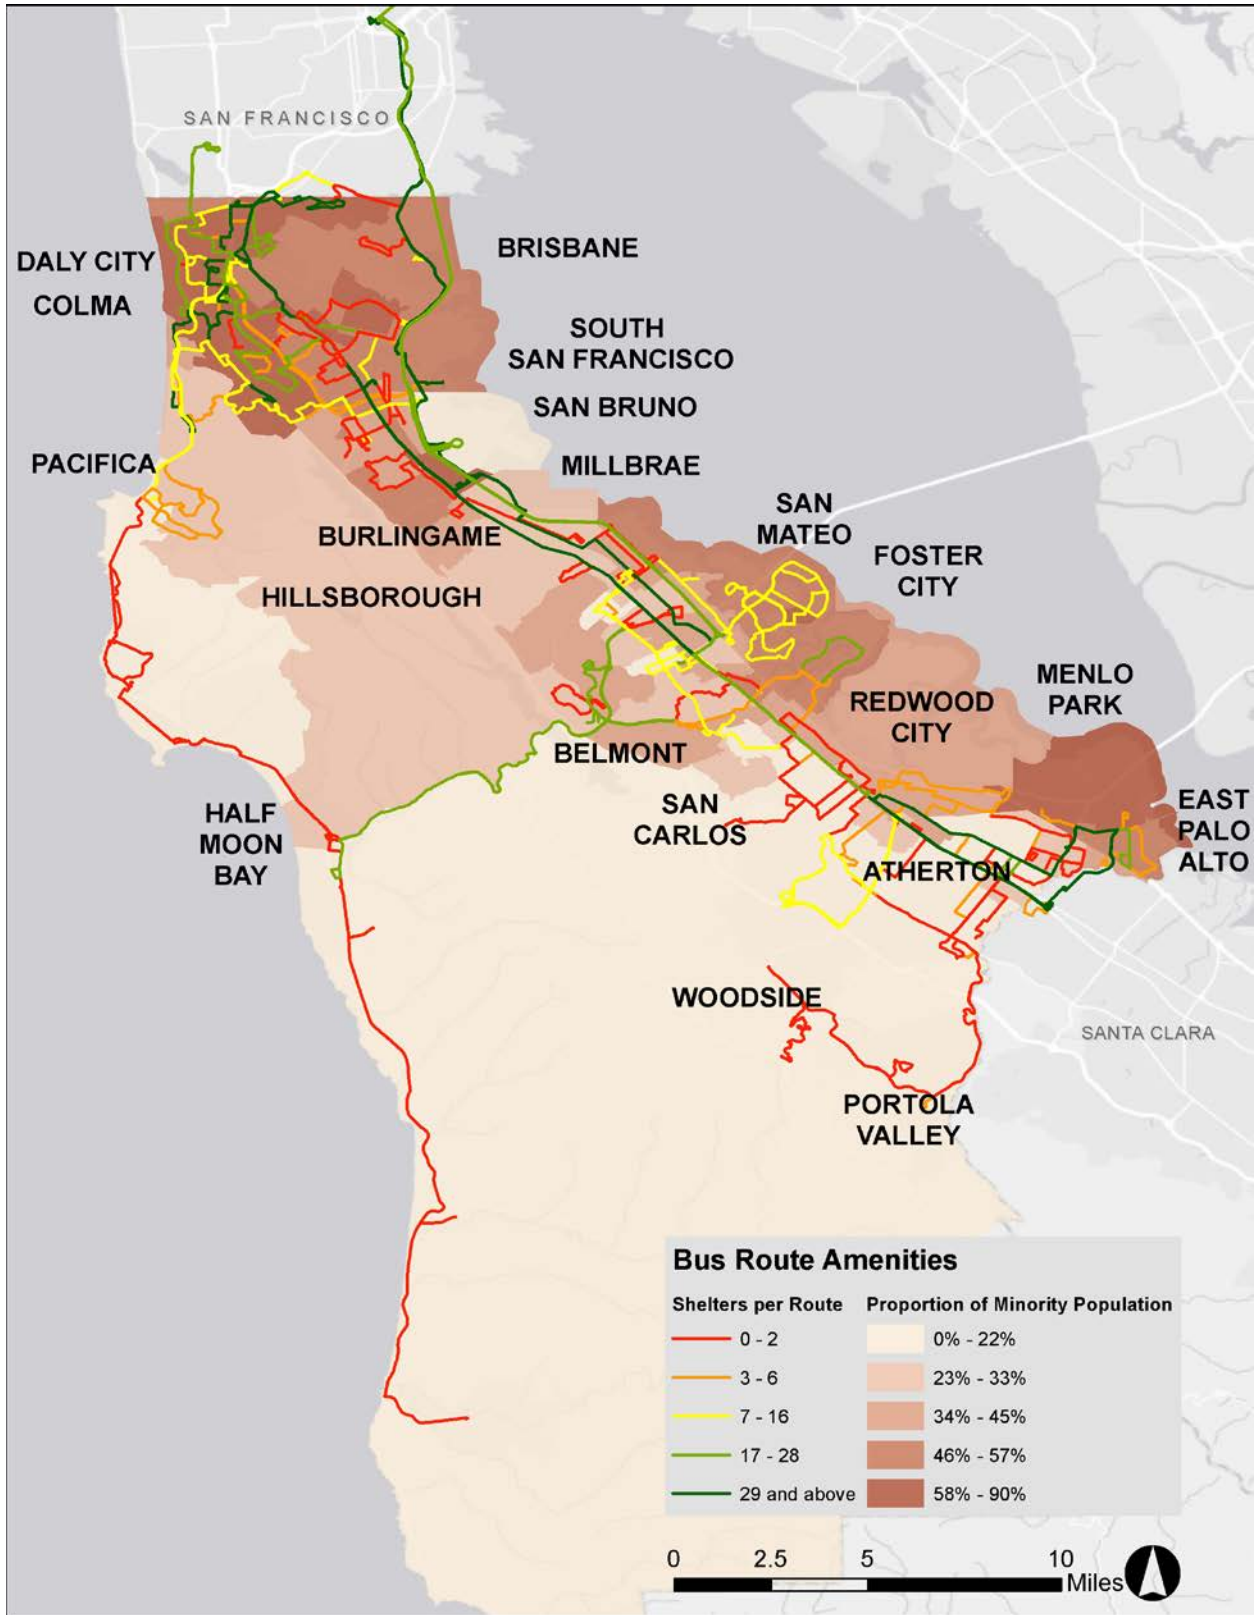 SAN FRANCISCO
BRISBANE
DALY CITY
COLMA
SOUTH
SAN FRANCISCO
SAN BRUNO
PACIFICA
MILLBRAE
SAN
MATEO
BURLINGAME
FOSTER
CITY
HILLSBOROUGH
MENLO
PARK
REDWOOD
CITY
BELMONT
SAN
CARLOS
EAST
PALO
ALTO
HALF
MOON
BAY
ATHERTON
WOODSIDE
SANTA CLARA
PORTOLA
VALLEY
Bus Route Amenities
Shelters per Route Proportion of Minority Population
0 - 2 0% - 22%
3 - 6 23% - 33%
7 - 16 34% - 45%
17 - 28 46% - 57%
29 and above 58% - 90%
0 2.5 5 10
Miles